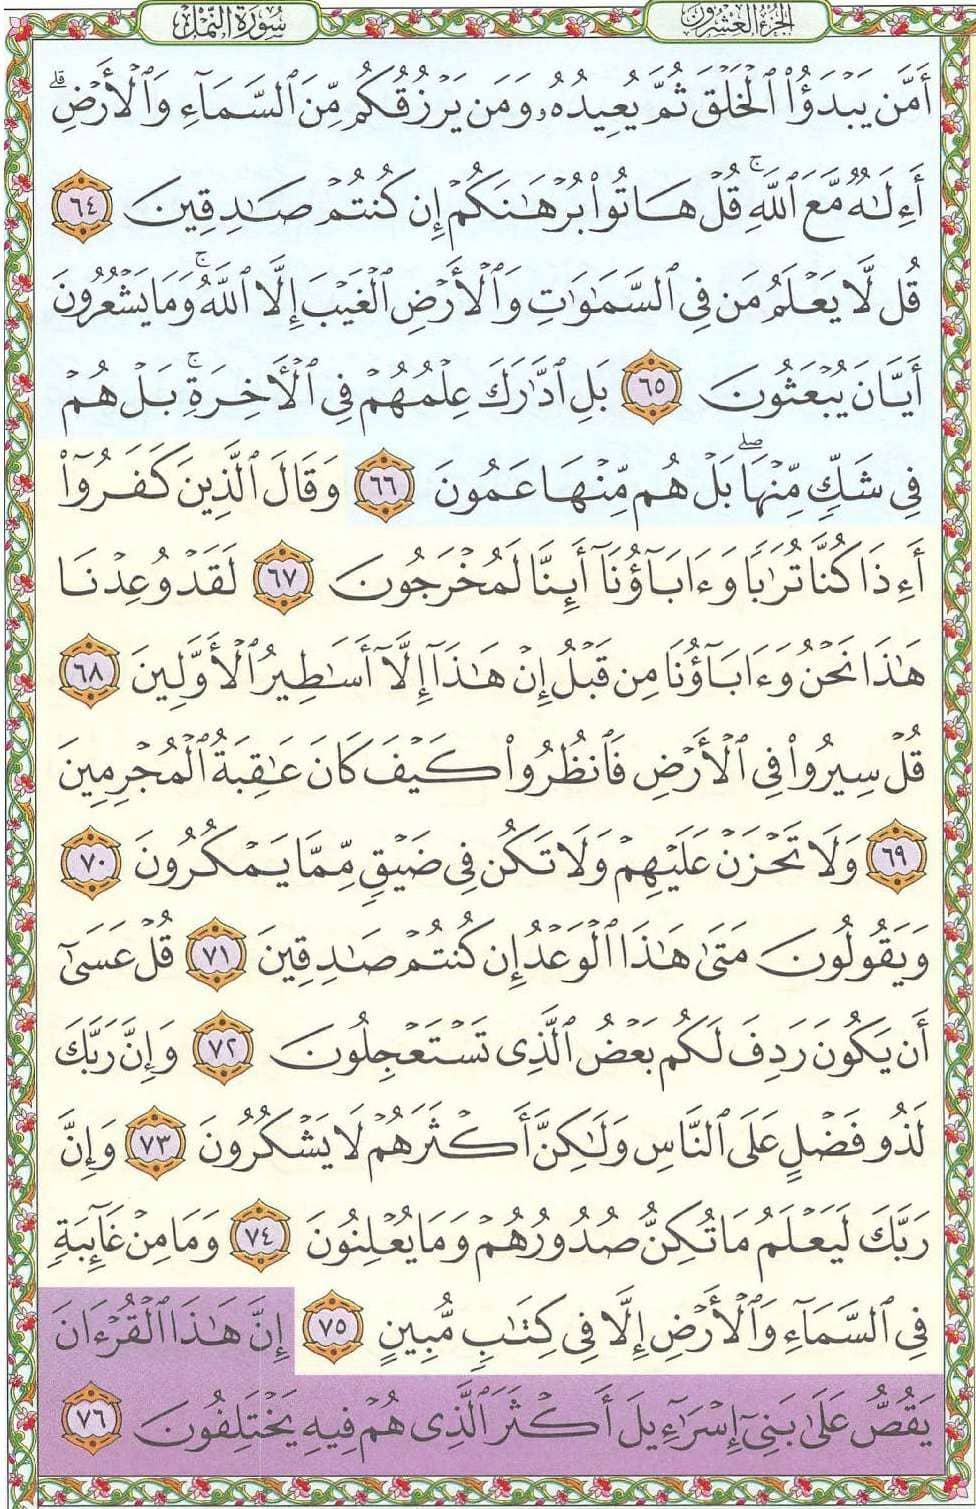 الجزء العشرون
سورة النمل
أَمَّن يَبْدَؤُا۟ الْخَلْقَ ثُمَّ يُعِيدُهُۥ وَمَن يَرْزُقُكُم مِّنَ ٱلسَّمَآءِ وَٱلْأَرْضِ ۗ
أَءِلَٰهٌ مَّعَ ٱللَّهِ ۚ قُلْ هَاتُوا۟ بُرْهَٰنَكُمْ إِن كُنتُمْ صَٰدِقِينَ ٦٤
قُل لَّا يَعْلَمُ مَن فِى ٱلسَّمَٰوَٰتِ وَٱلْأَرْضِ ٱلْغَيْبَ إِلَّا ٱللَّهُ ۚ وَمَا يَشْعُرُونَ
أَيَّانَ يُبْعَثُونَ ٦٥ بَلِ ٱدَّٰرَكَ عِلْمُهُمْ فِى ٱلْأَخِرَةِ ۚ بَلْ هُمْ
فِى شَكٍّ مِّنْهَا ۖ بَلْ هُم مِّنْهَا عَمُونَ ٦٦ وَقَالَ ٱلَّذِينَ كَفَرُوٓا۟
أَءِذَا كُنَّا تُرَٰبًا وَءَابَآؤُنَآ أَئِنَّا لَمُخْرَجُونَ ٦٧ لَقَدْ وُعِدْنَا
هَٰذَا نَحْنُ وَءَابَآؤُنَا مِن قَبْلُ إِنْ هَٰذَآ إِلَّآ أَسَٰطِيرُ ٱلْأَوَّلِينَ ٦٨
قُلْ سِيرُوا۟ فِى ٱلْأَرْضِ فَٱنظُرُوا۟ كَيْفَ كَانَ عَٰقِبَةُ ٱلْمُجْرِمِينَ
٦٩ وَلَا تَحْزَنْ عَلَيْهِمْ وَلَا تَكُن فِى ضَيْقٍ مِّمَّا يَمْكُرُونَ ٧٠
وَيَقُولُونَ مَتَىٰ هَٰذَا ٱلْوَعْدُ إِن كُنتُمْ صَٰدِقِينَ ٧١ قُلْ عَسَىٰٓ
أَن يَكُونَ رَدِفَ لَكُم بَعْضُ ٱلَّذِى تَسْتَعْجِلُونَ ٧٢ وَإِنَّ رَبَّكَ
لَذُو فَضْلٍ عَلَى ٱلنَّاسِ وَلَٰكِنَّ أَكْثَرَهُمْ لَا يَشْكُرُونَ ٧٣ وَإِنَّ
رَبَّكَ لَيَعْلَمُ مَا تُكِنُّ صُدُورُهُمْ وَمَا يُعْلِنُونَ ٧٤ وَمَا مِنْ غَآئِبَةٍ
فِى ٱلسَّمَآءِ وَٱلْأَرْضِ إِلَّا فِى كِتَٰبٍ مُّبِينٍ ٧٥ إِنَّ هَٰذَا ٱلْقُرْءَانَ
يَقُصُّ عَلَىٰ بَنِىٓ إِسْرَٰٓءِيلَ أَكْثَرَ ٱلَّذِى هُمْ فِيهِ يَخْتَلِفُونَ ٧٦